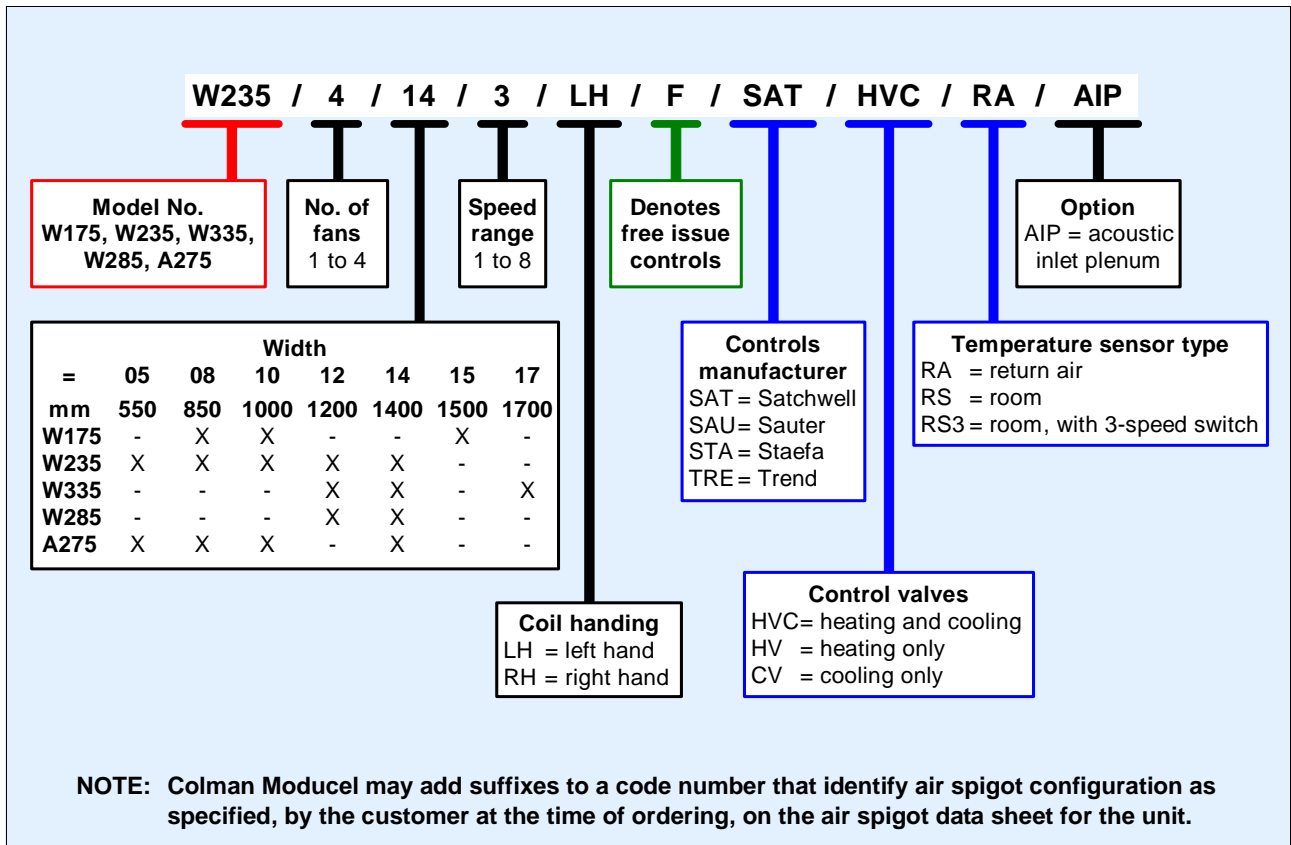 W235 / 4 / 14 / 3 / LH / F / SAT / HVC / RA / AIP
Model No.
W175, W235, W335,
W285, A275
No. of
fans
1 to 4
Speed
range
1 to 8
Denotes
free issue
controls
Option
AIP = acoustic
inlet plenum
Width
= 05 08 10 12 14 15 17
mm 550 850 1000 1200 1400 1500 1700
W175 - X X - - X -
W235 X X X X X - -
W335 - - - X X - X
W285 - - - X X - -
A275 X X X - X - -
Controls
manufacturer
SAT = Satchwell
SAU= Sauter
STA = Staefa
TRE = Trend
Temperature sensor type
RA = return air
RS = room
RS3 = room, with 3-speed switch
Coil handing
LH = left hand
RH = right hand
Control valves
HVC= heating and cooling
HV = heating only
CV = cooling only
NOTE: Colman Moducel may add suffixes to a code number that identify air spigot configuration as
specified, by the customer at the time of ordering, on the air spigot data sheet for the unit.